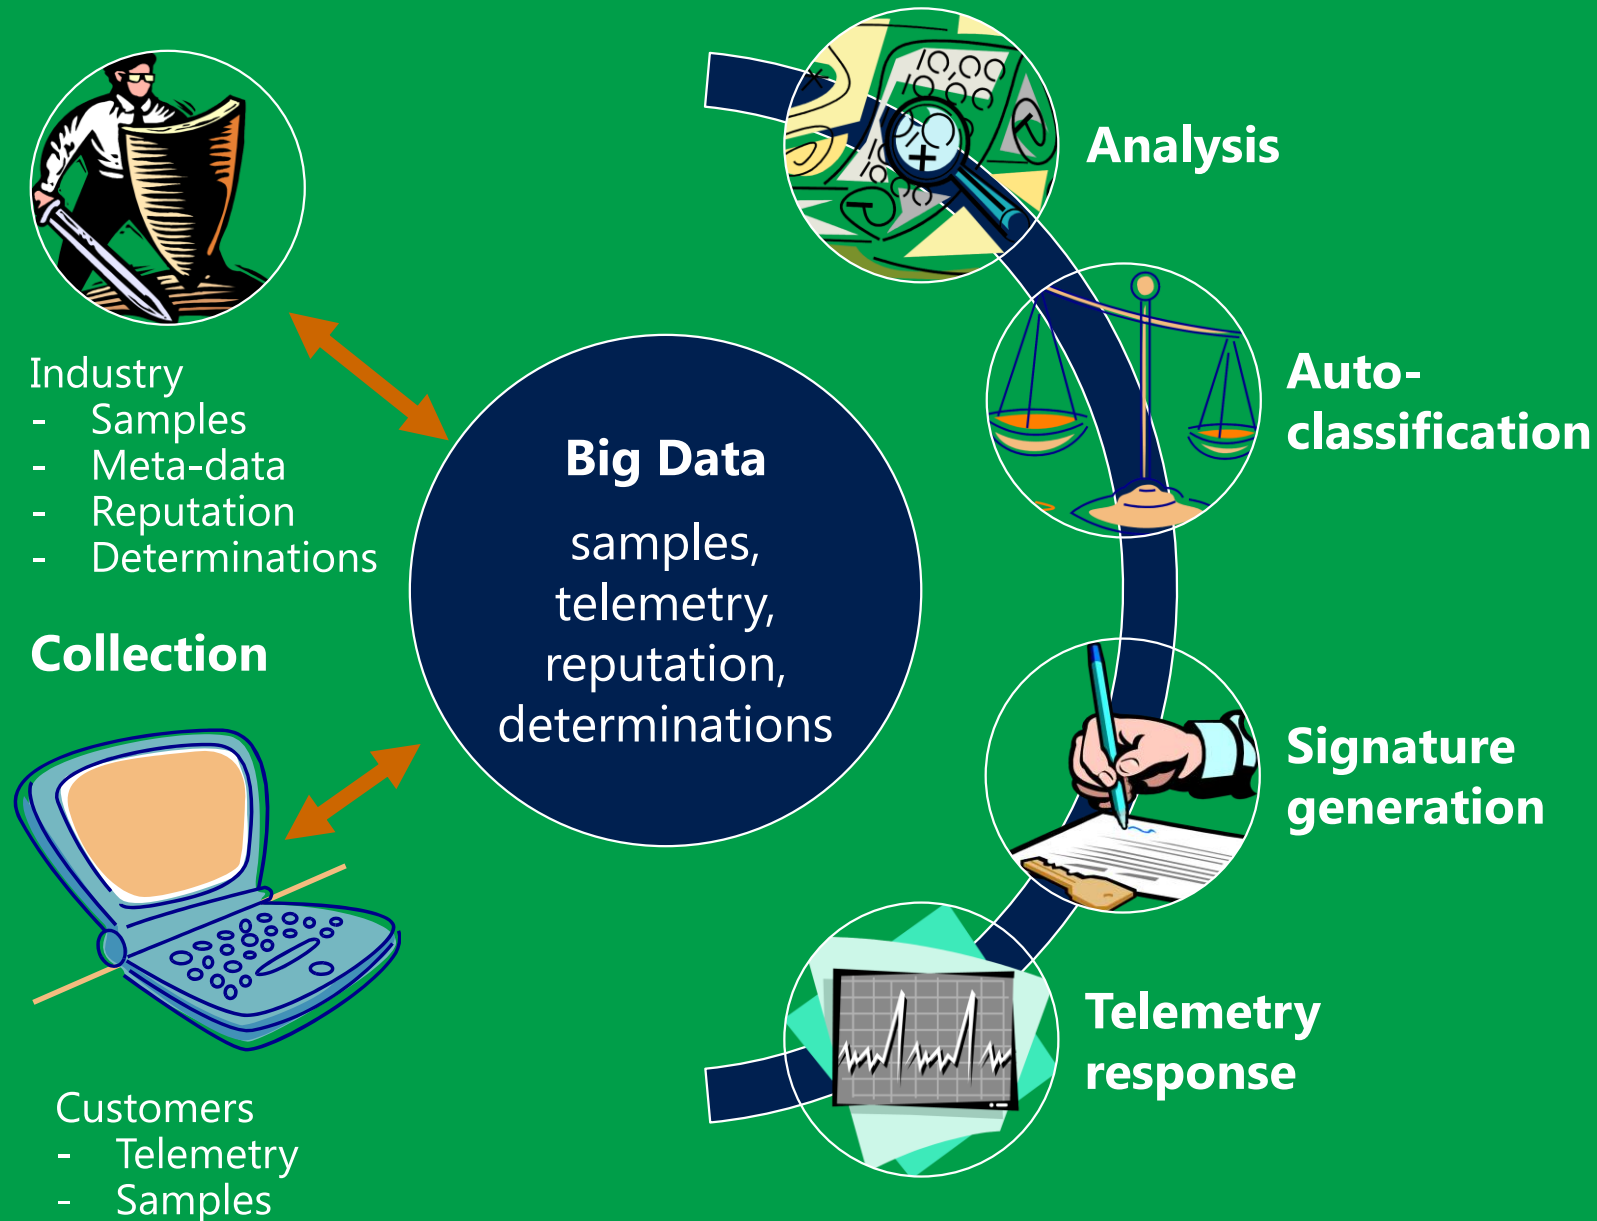 Industry
- Samples
- Meta-data
- Reputation
- Determinations
Collection
Customers
- Telemetry
- Samples
Big Data
samples,
telemetry,
reputation,
determinations
Analysis
Auto-
classification
Signature
generation
Telemetry
response